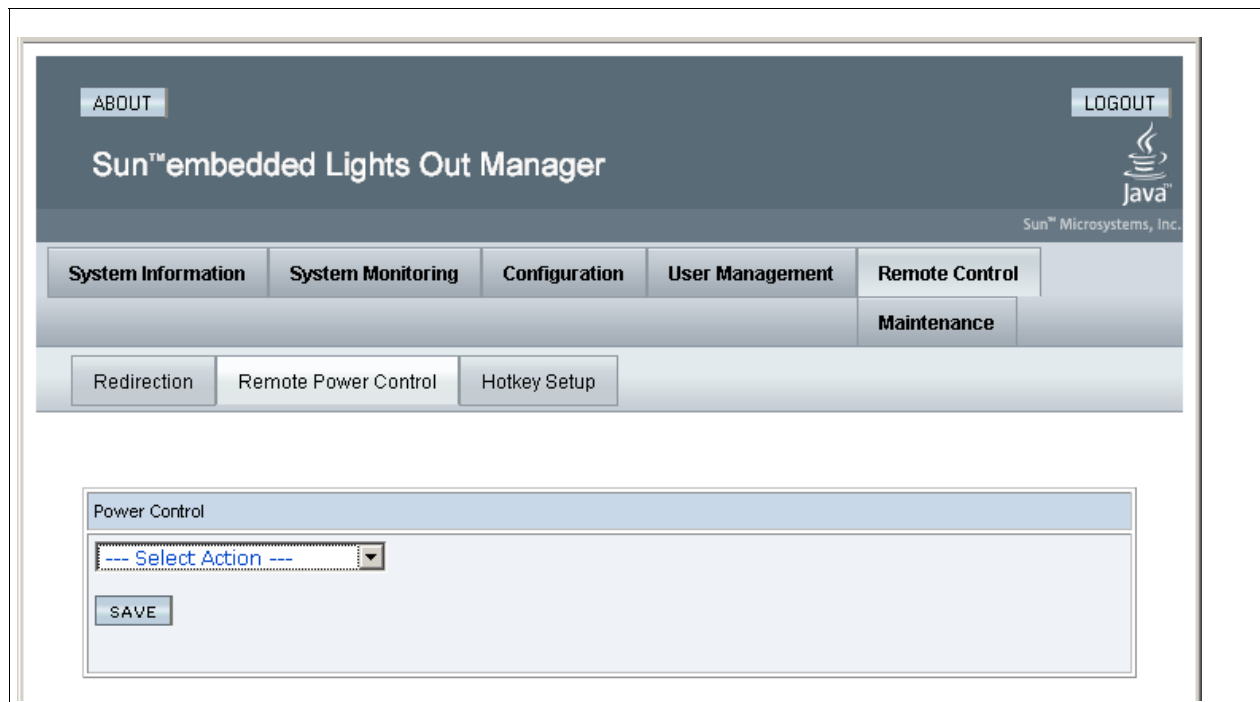 ABOUT
LOGOUT
Sun™embedded Lights Out Manager
Java™
Sun™ Microsystems, Inc.
System Information
System Monitoring
Configuration
User Management
Remote Control
Maintenance
Redirection
Remote Power Control
Hotkey Setup
Power Control
--- Select Action ---
SAVE